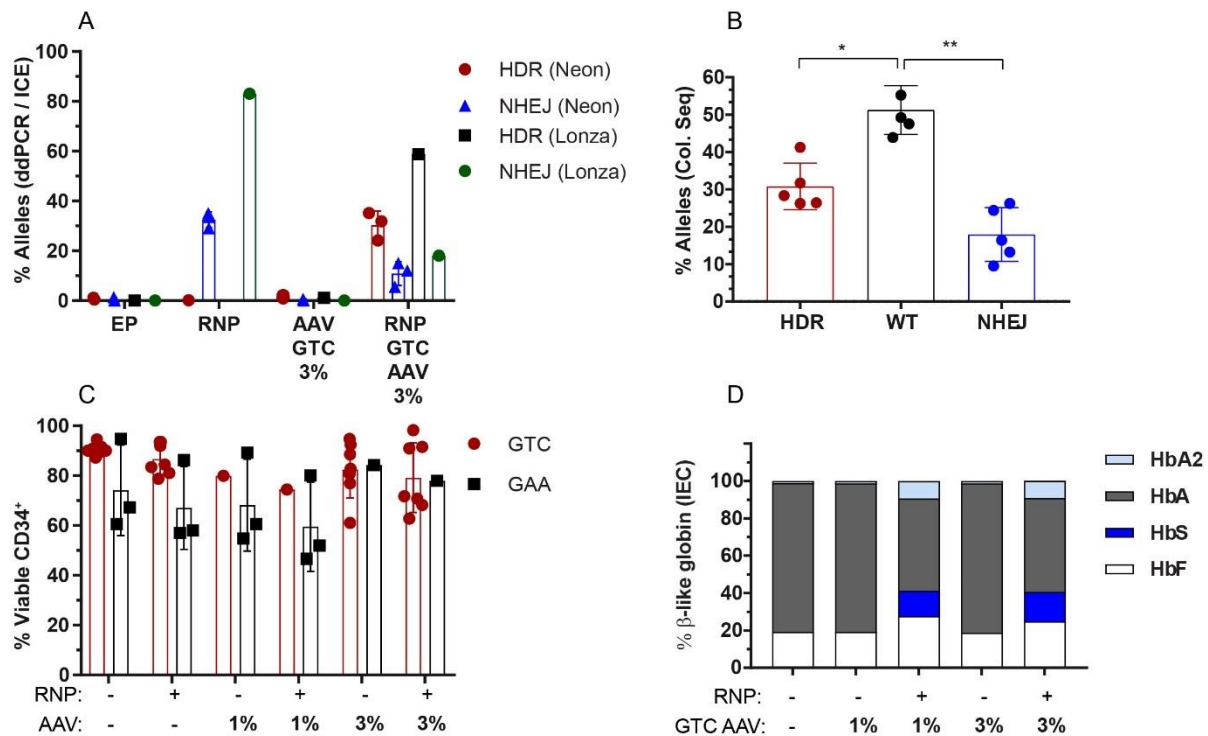 A
% Alleles (ddPCR / ICE)
100
80
60
40
20
0
EP
RNP
AAV
GTC
3%
RNP
GTC
AAV
3%
HDR (Neon)
NHEJ (Neon)
HDR (Lonza)
NHEJ (Lonza)
B
% Alleles (Col. Seq)
60
50
40
30
20
10
0
*
**
HDR
WT
NHEJ
C
% Viable CD34+
100
80
60
40
20
0
GTC
GAA
RNP: - + - + - +
AAV: - - 1% 1% 3% 3%
D
% β-like globin (IEC)
100
80
60
40
20
0
HbA2
HbA
HbS
HbF
RNP: - - + - +
GTC AAV: - 1% 1% 3% 3%